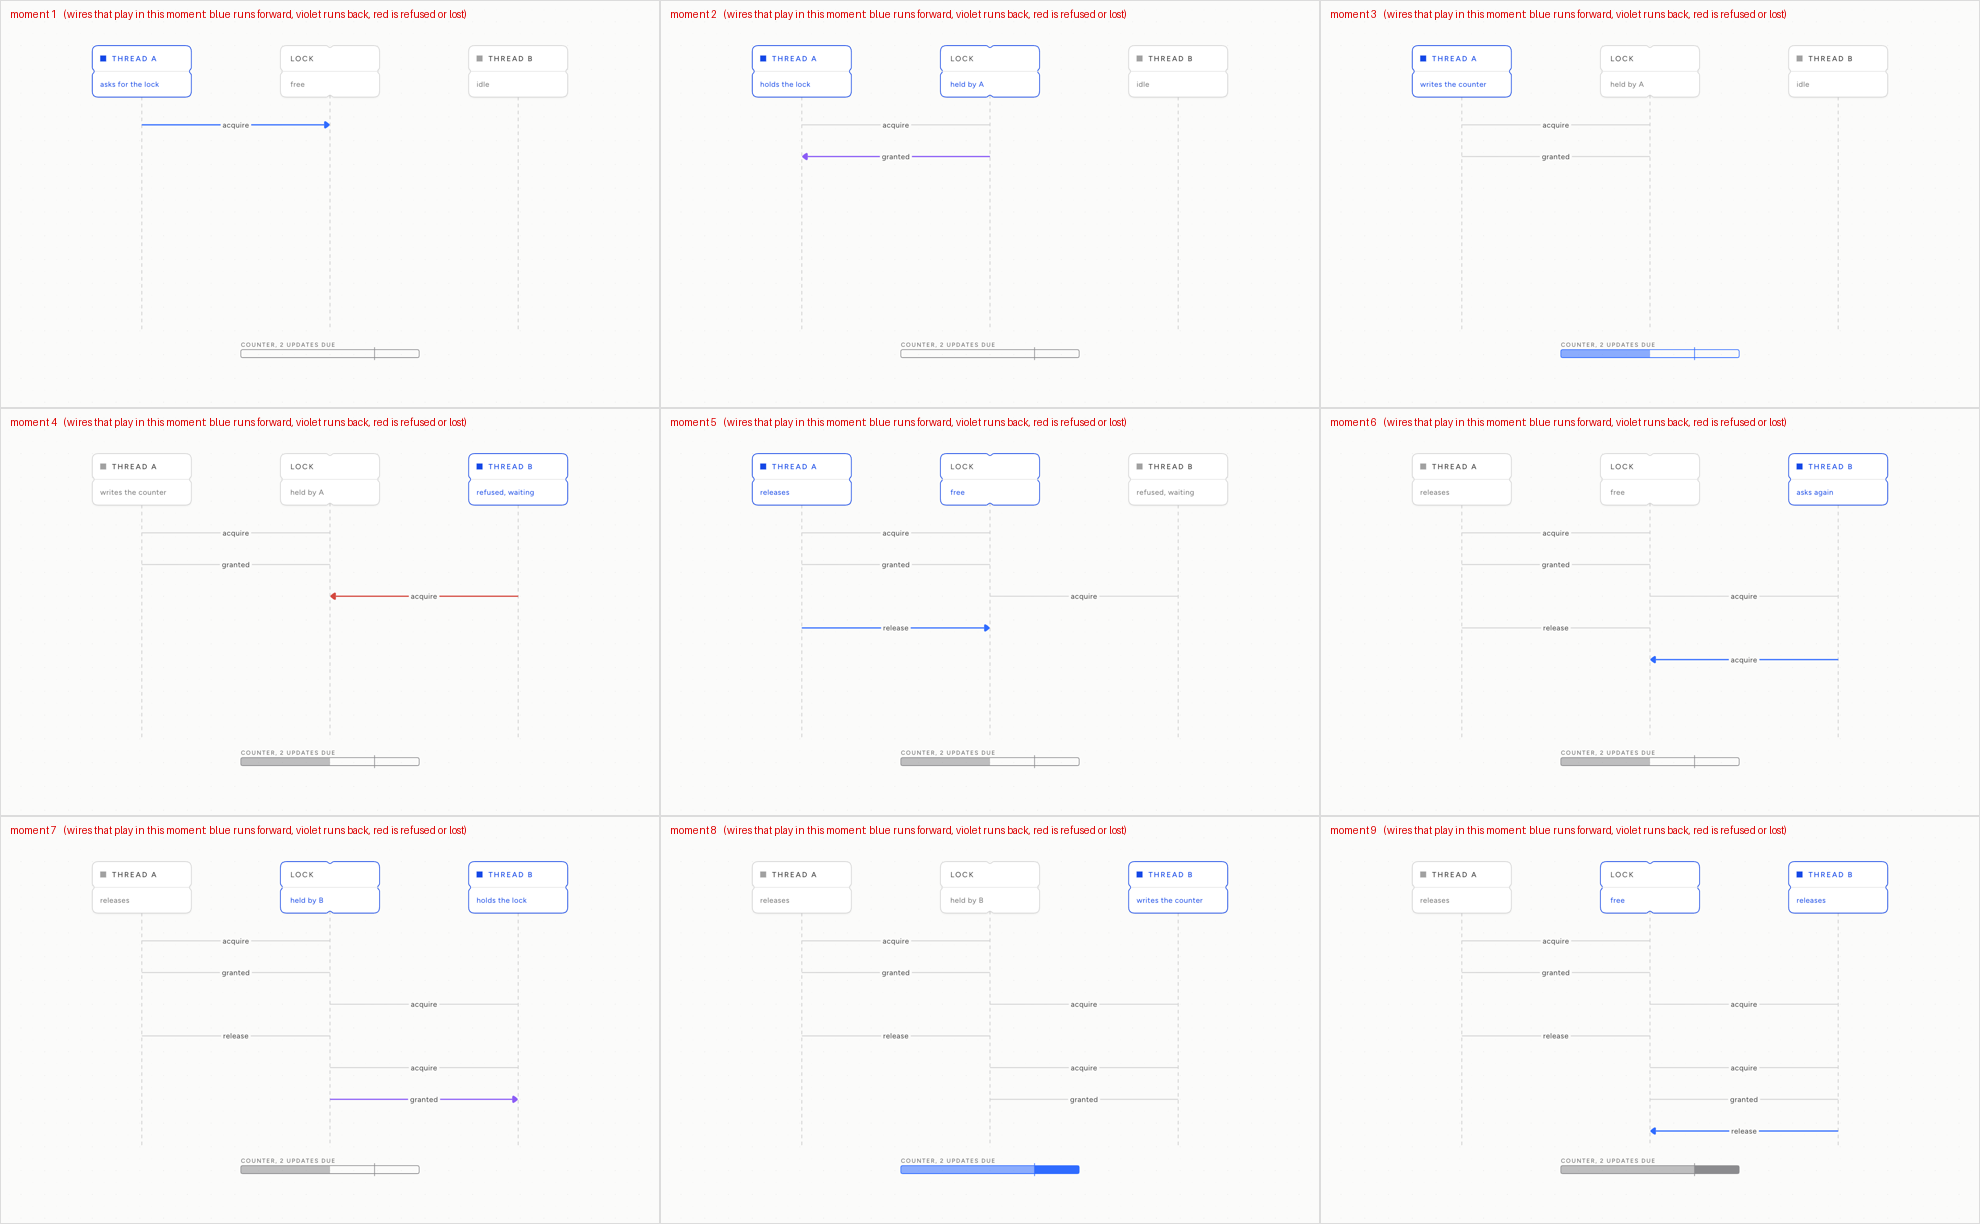 moment 1 (wires that play in this moment: blue runs forward, violet runs back, red is refused or lost)
THREAD A
LOCK
THREAD B
asks for the lock
free
idle
acquire
COUNTER, 2 UPDATES DUE
moment 2 (wires that play in this moment: blue runs forward, violet runs back, red is refused or lost)
THREAD A
LOCK
THREAD B
holds the lock
held by A
idle
acquire
granted
COUNTER, 2 UPDATES DUE
moment 3 (wires that play in this moment: blue runs forward, violet runs back, red is refused or lost)
THREAD A
LOCK
THREAD B
writes the counter
held by A
idle
acquire
granted
COUNTER, 2 UPDATES DUE
moment 4 (wires that play in this moment: blue runs forward, violet runs back, red is refused or lost)
THREAD A
LOCK
THREAD B
writes the counter
held by A
refused, waiting
acquire
granted
acquire
COUNTER, 2 UPDATES DUE
moment 5 (wires that play in this moment: blue runs forward, violet runs back, red is refused or lost)
THREAD A
LOCK
THREAD B
releases
free
refused, waiting
acquire
granted
acquire
release
COUNTER, 2 UPDATES DUE
moment 6 (wires that play in this moment: blue runs forward, violet runs back, red is refused or lost)
THREAD A
LOCK
THREAD B
releases
free
asks again
acquire
granted
acquire
release
acquire
COUNTER, 2 UPDATES DUE
moment 7 (wires that play in this moment: blue runs forward, violet runs back, red is refused or lost)
THREAD A
LOCK
THREAD B
releases
held by B
holds the lock
acquire
granted
acquire
release
acquire
granted
COUNTER, 2 UPDATES DUE
moment 8 (wires that play in this moment: blue runs forward, violet runs back, red is refused or lost)
THREAD A
LOCK
THREAD B
releases
held by B
writes the counter
acquire
granted
acquire
release
acquire
granted
COUNTER, 2 UPDATES DUE
moment 9 (wires that play in this moment: blue runs forward, violet runs back, red is refused or lost)
THREAD A
LOCK
THREAD B
releases
free
releases
acquire
granted
acquire
release
acquire
granted
release
COUNTER, 2 UPDATES DUE